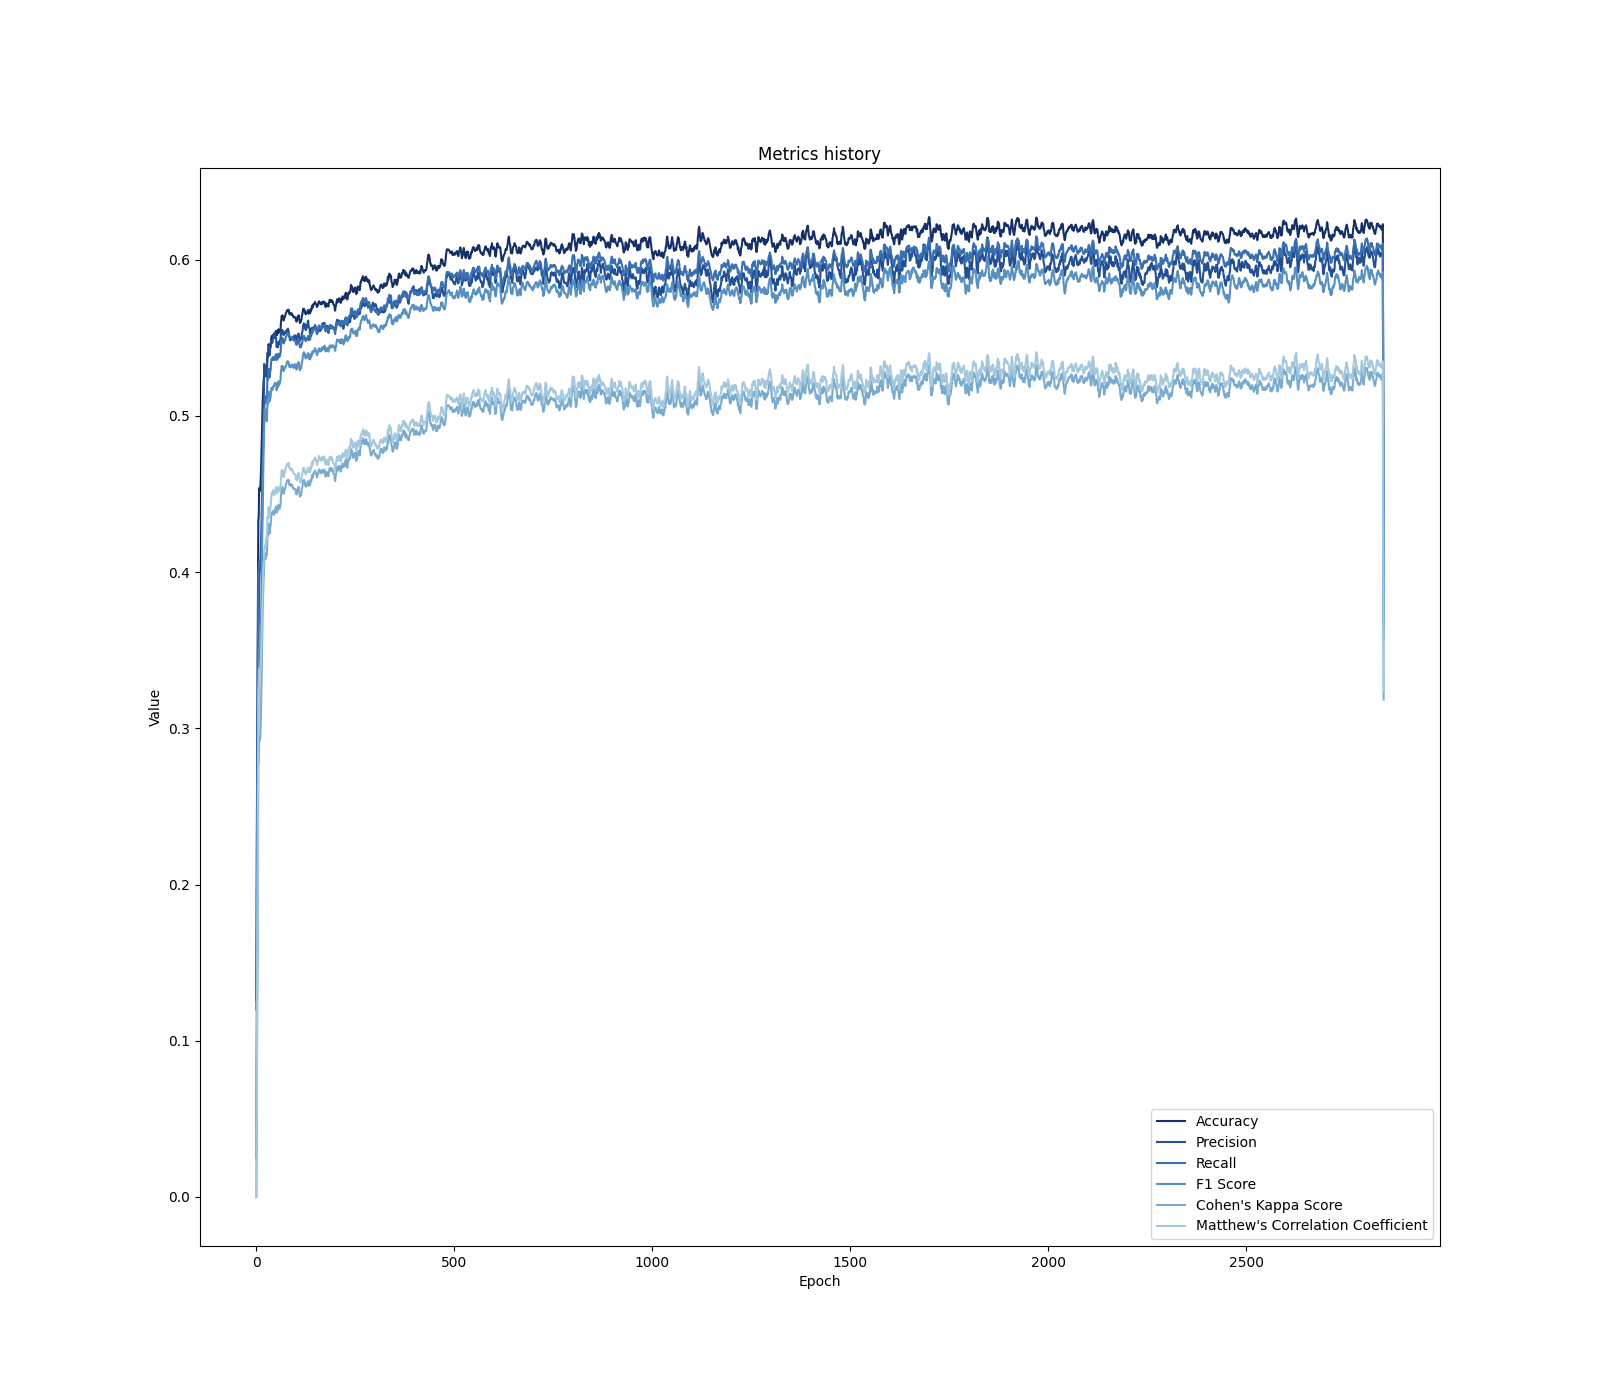 Metrics history
Value
0.6
0.5
0.4
0.3
0.2
0.1
0.0
0
500
1000
1500
2000
2500
Epoch
Accuracy
Precision
Recall
F1 Score
Cohen's Kappa Score
Matthew's Correlation Coefficient